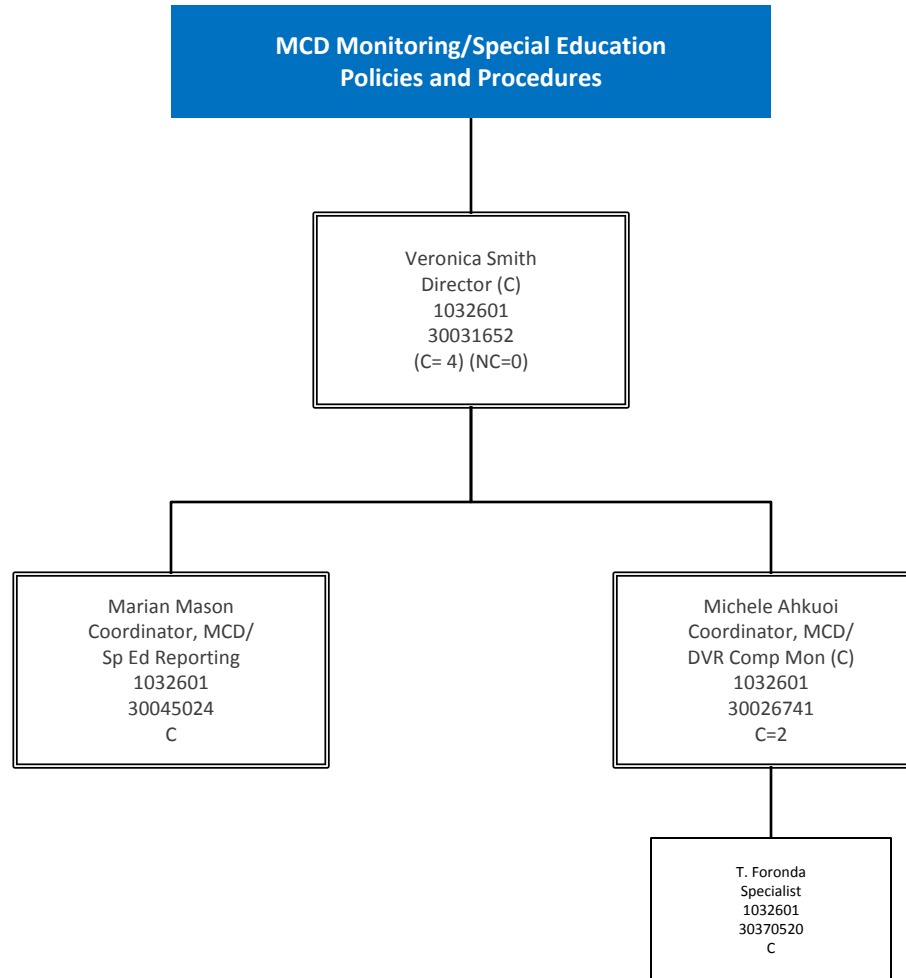 MCD Monitoring/Special Education
Policies and Procedures
Veronica Smith
Director (C)
1032601
30031652
(C= 4) (NC=0)
Marian Mason
Coordinator, MCD/
Sp Ed Reporting
1032601
30045024
C
Michele Ahkuoi
Coordinator, MCD/
DVR Comp Mon (C)
1032601
30026741
C=2
T. Foronda
Specialist
1032601
30370520
C